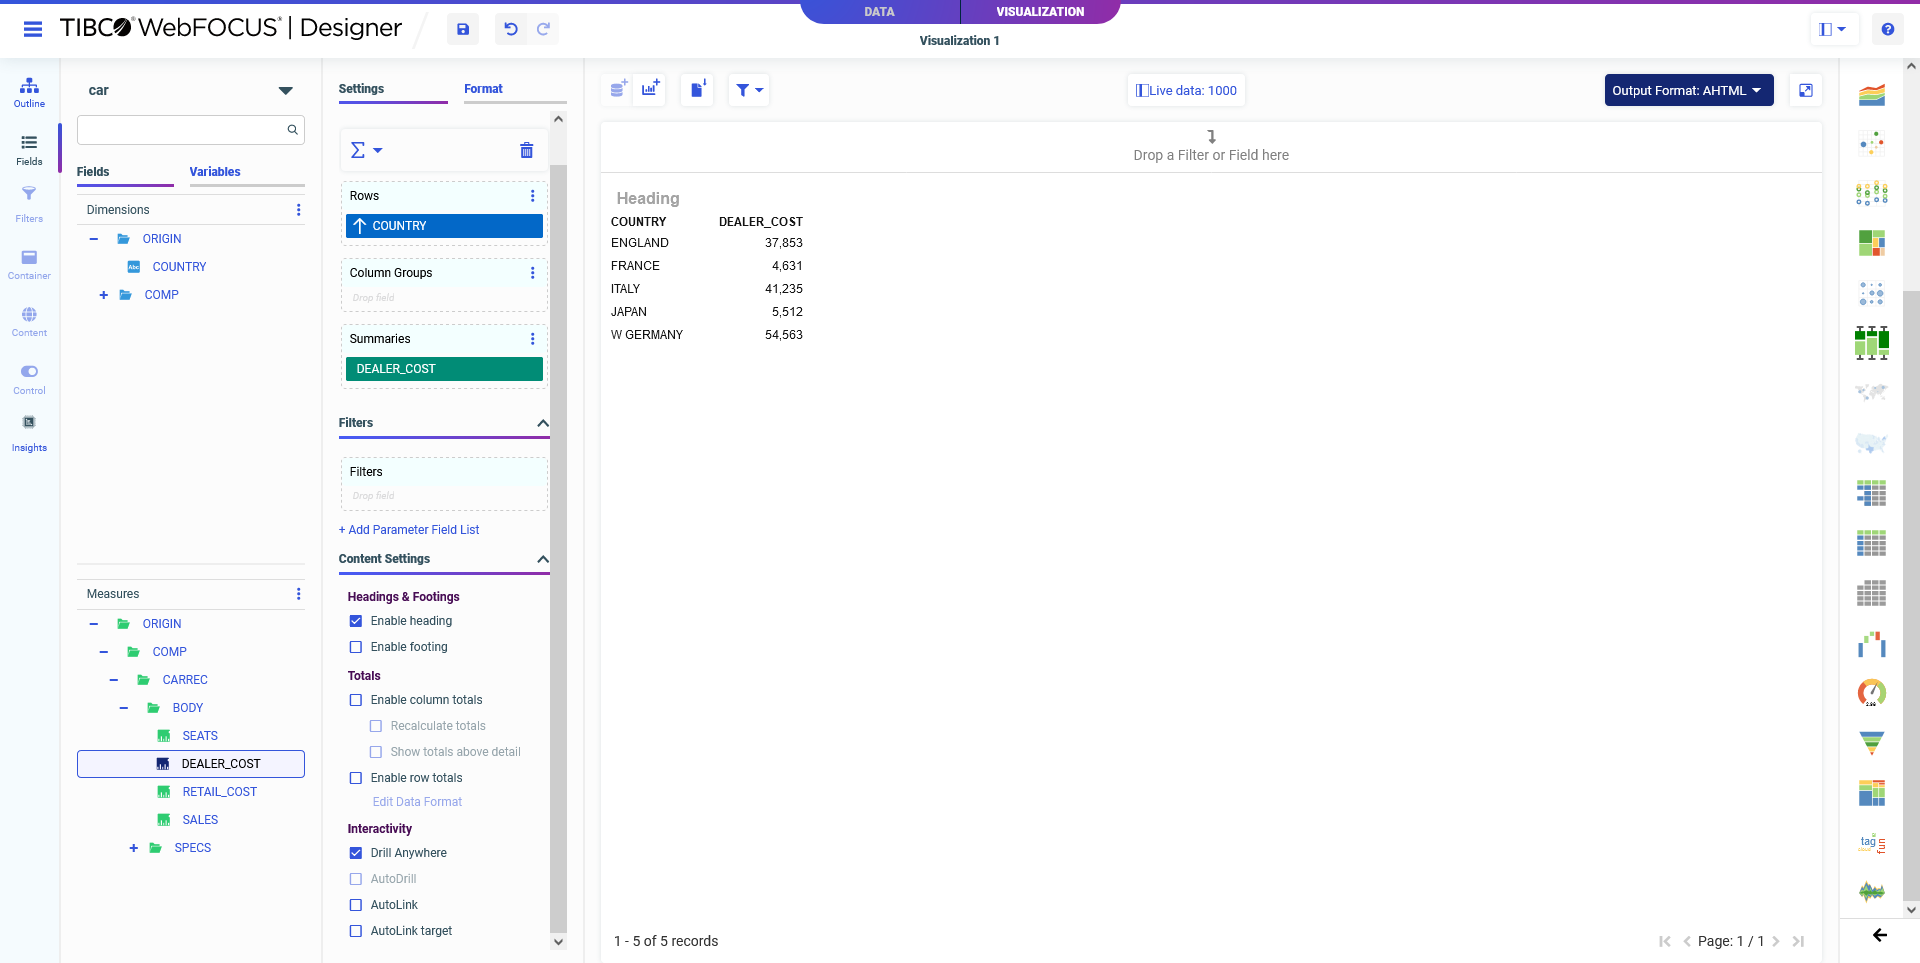 TIBCO WebFOCUS® | Designer
DATA
VISUALIZATION
Visualization 1
Outline
Fields
Filters
Container
Content
Control
Insights
car
Fields
Variables
Dimensions
ORIGIN
COUNTRY
COMP
Measures
ORIGIN
COMP
CARREC
BODY
SEATS
DEALER_COST
RETAIL_COST
SALES
SPECS
Settings
Format
Rows
COUNTRY
Column Groups
Drop field
Summaries
DEALER_COST
Filters
Filters
Drop field
+ Add Parameter Field List
Content Settings
Headings & Footings
Enable heading
Enable footing
Totals
Enable column totals
Recalculate totals
Show totals above detail
Enable row totals
Edit Data Format
Interactivity
Drill Anywhere
AutoDrill
AutoLink
AutoLink target
Live data: 1000
Output Format: AHTML
Drop a Filter or Field here
Heading
COUNTRY DEALER_COST
ENGLAND 37,853
FRANCE 4,631
ITALY 41,235
JAPAN 5,512
W GERMANY 54,563
1 - 5 of 5 records
Page: 1 / 1
tag
fun